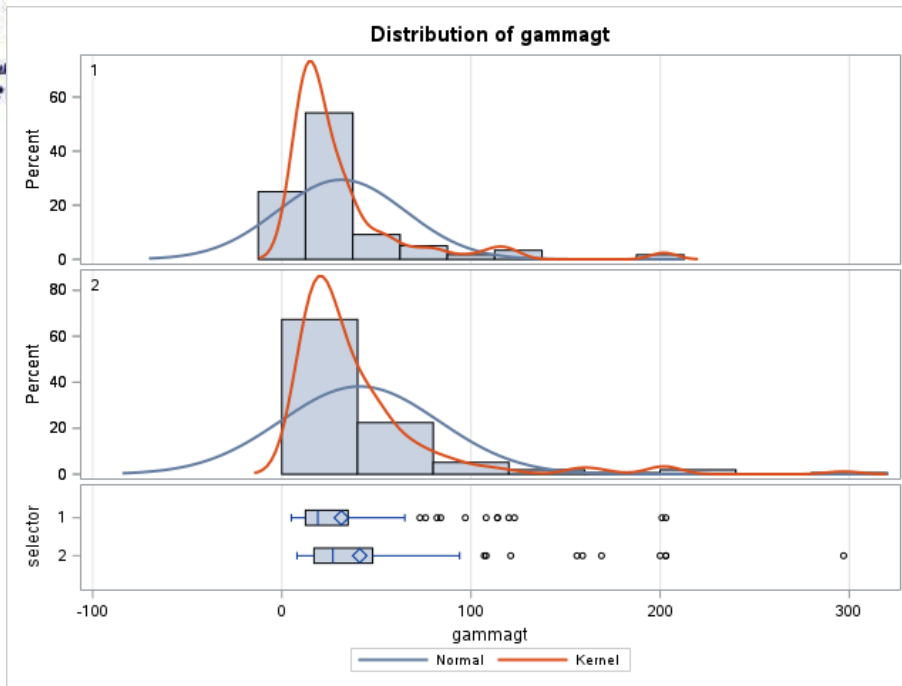 Distribution of gammagt
1
Percent
60
40
20
0
2
Percent
80
60
40
20
0
selector
1
2
-100 0 100 200 300
gammagt
Normal Kernel